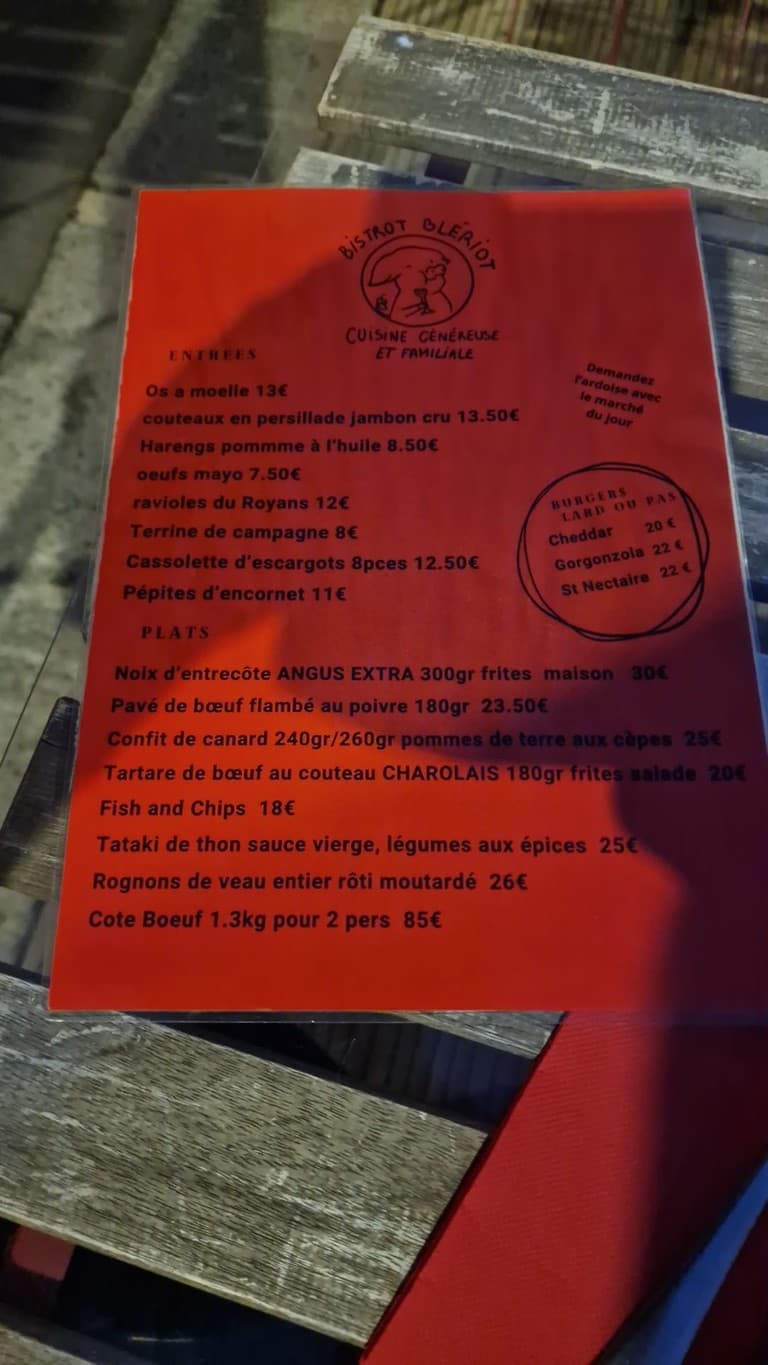 BISTROT BLÉRIOT
CUISINE GÉNÉREUSE
ET FAMILIALE
ENTREES
Os a moelle 13€
couteaux en persillade jambon cru 13.50€
Harengs pommme à l'huile 8.50€
oeufs mayo 7.50€
ravioles du Royans 12€
Terrine de campagne 8€
Cassolette d'escargots 8pces 12.50€
Pépites d'encornet 11€
Demandez
l'ardoise avec
le marché
du jour
BURGERS
LARD OU PAS
Cheddar 20 €
Gorgonzola 22 €
St Nectaire 22 €
PLATS
Noix d'entrecôte ANGUS EXTRA 300gr frites maison 30€
Pavé de bœuf flambé au poivre 180gr 23.50€
Confit de canard 240gr/260gr pommes de terre aux cèpes 25€
Tartare de bœuf au couteau CHAROLAIS 180gr frites salade 20€
Fish and Chips 18€
Tataki de thon sauce vierge, légumes aux épices 25€
Rognons de veau entier rôti moutardé 26€
Cote Boeuf 1.3kg pour 2 pers 85€